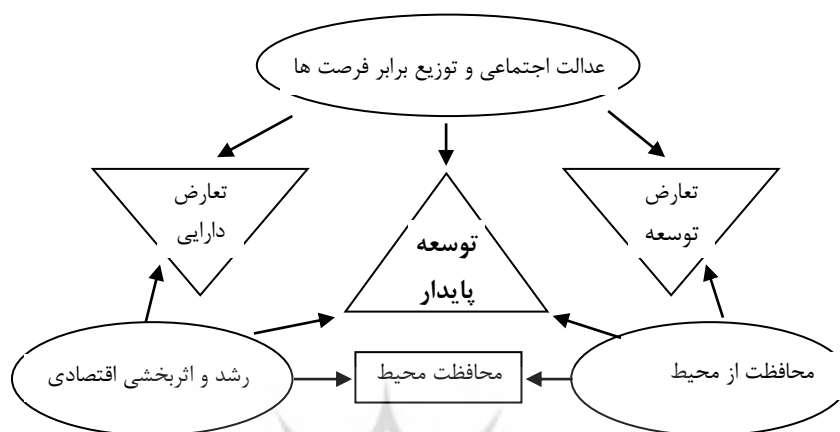 عدالت اجتماعی و توزیع برابر فرصت ها
تعارض
دارایی
تعارض
توسعه
توسعه
پایدار
رشد و اثربخشی اقتصادی
محافظت محیط
محافظت از محیط